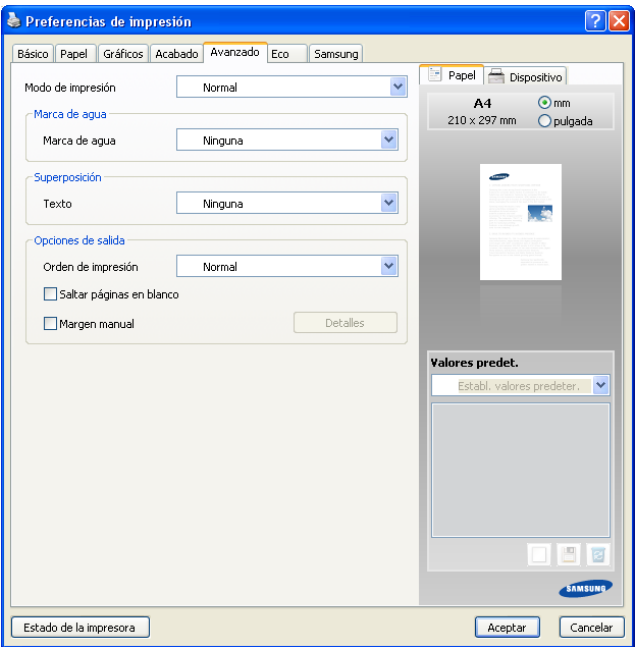 Preferencias de impresión
Básico Papel Gráficos Acabado Avanzado Eco Samsung
Modo de impresión Normal
Marca de agua
Marca de agua Ninguna
Superposición
Texto Ninguna
Opciones de salida
Orden de impresión Normal
Saltar páginas en blanco
Margen manual Detalles
Papel Dispositivo
A4 mm
210 x 297 mm pulgada
Valores predet.
Establ. valores predeter.
SAMSUNG
Estado de la impresora Aceptar Cancelar